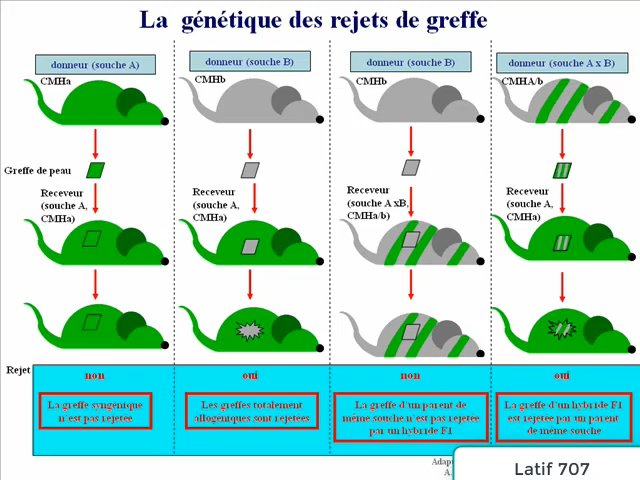 La génétique des rejets de greffe
donneur (souche A)
donneur (souche B)
donneur (souche B)
donneur (souche A x B)
CMHa
CMHb
CMHb
CMHA/b
Greffe de peau
Receveur
(souche A,
CMHa)
Receveur
(souche A,
CMHa)
Receveur
(souche A xB,
CMHa/b)
Receveur
(souche A,
CMHa)
Rejet
non
oui
non
oui
La greffe syngénique
n'est pas rejetée
Les greffes totalement
allogéniques sont rejetées
La greffe d'un parent de
même souche n'est pas rejetée
par un hybride F1
La greffe d'un hybride F1
est rejetée par un parent
de même souche
A.
Latif 707